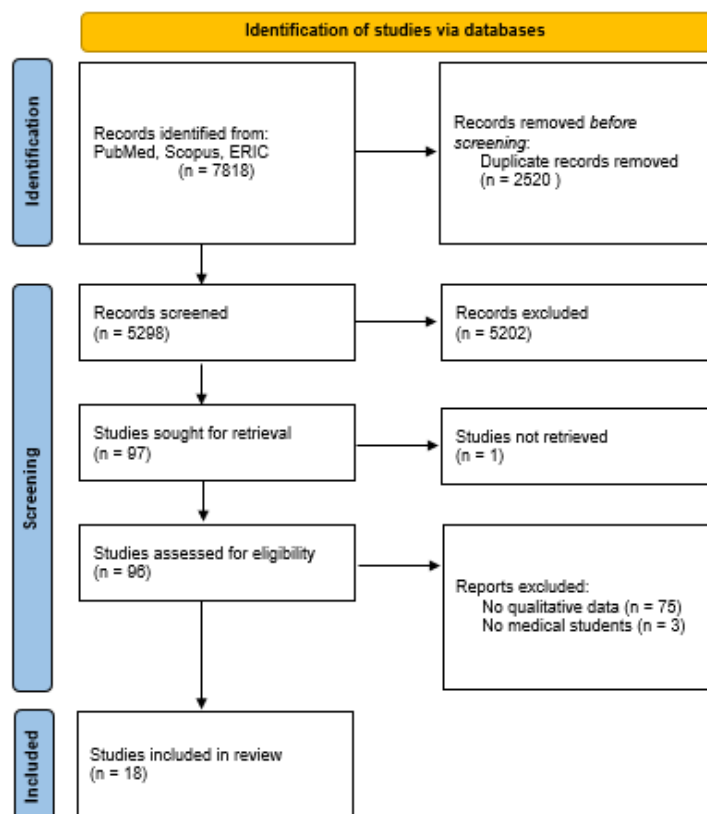 Identification of studies via databases
Identification
Records identified from:
PubMed, Scopus, ERIC
(n = 7818)
Records removed before
screening:
Duplicate records removed
(n = 2520 )
Screening
Records screened
(n = 5298)
Records excluded
(n = 5202)
Studies sought for retrieval
(n = 97)
Studies not retrieved
(n = 1)
Studies assessed for eligibility
(n = 96)
Reports excluded:
No qualitative data (n = 75)
No medical students (n = 3)
Included
Studies included in review
(n = 18)